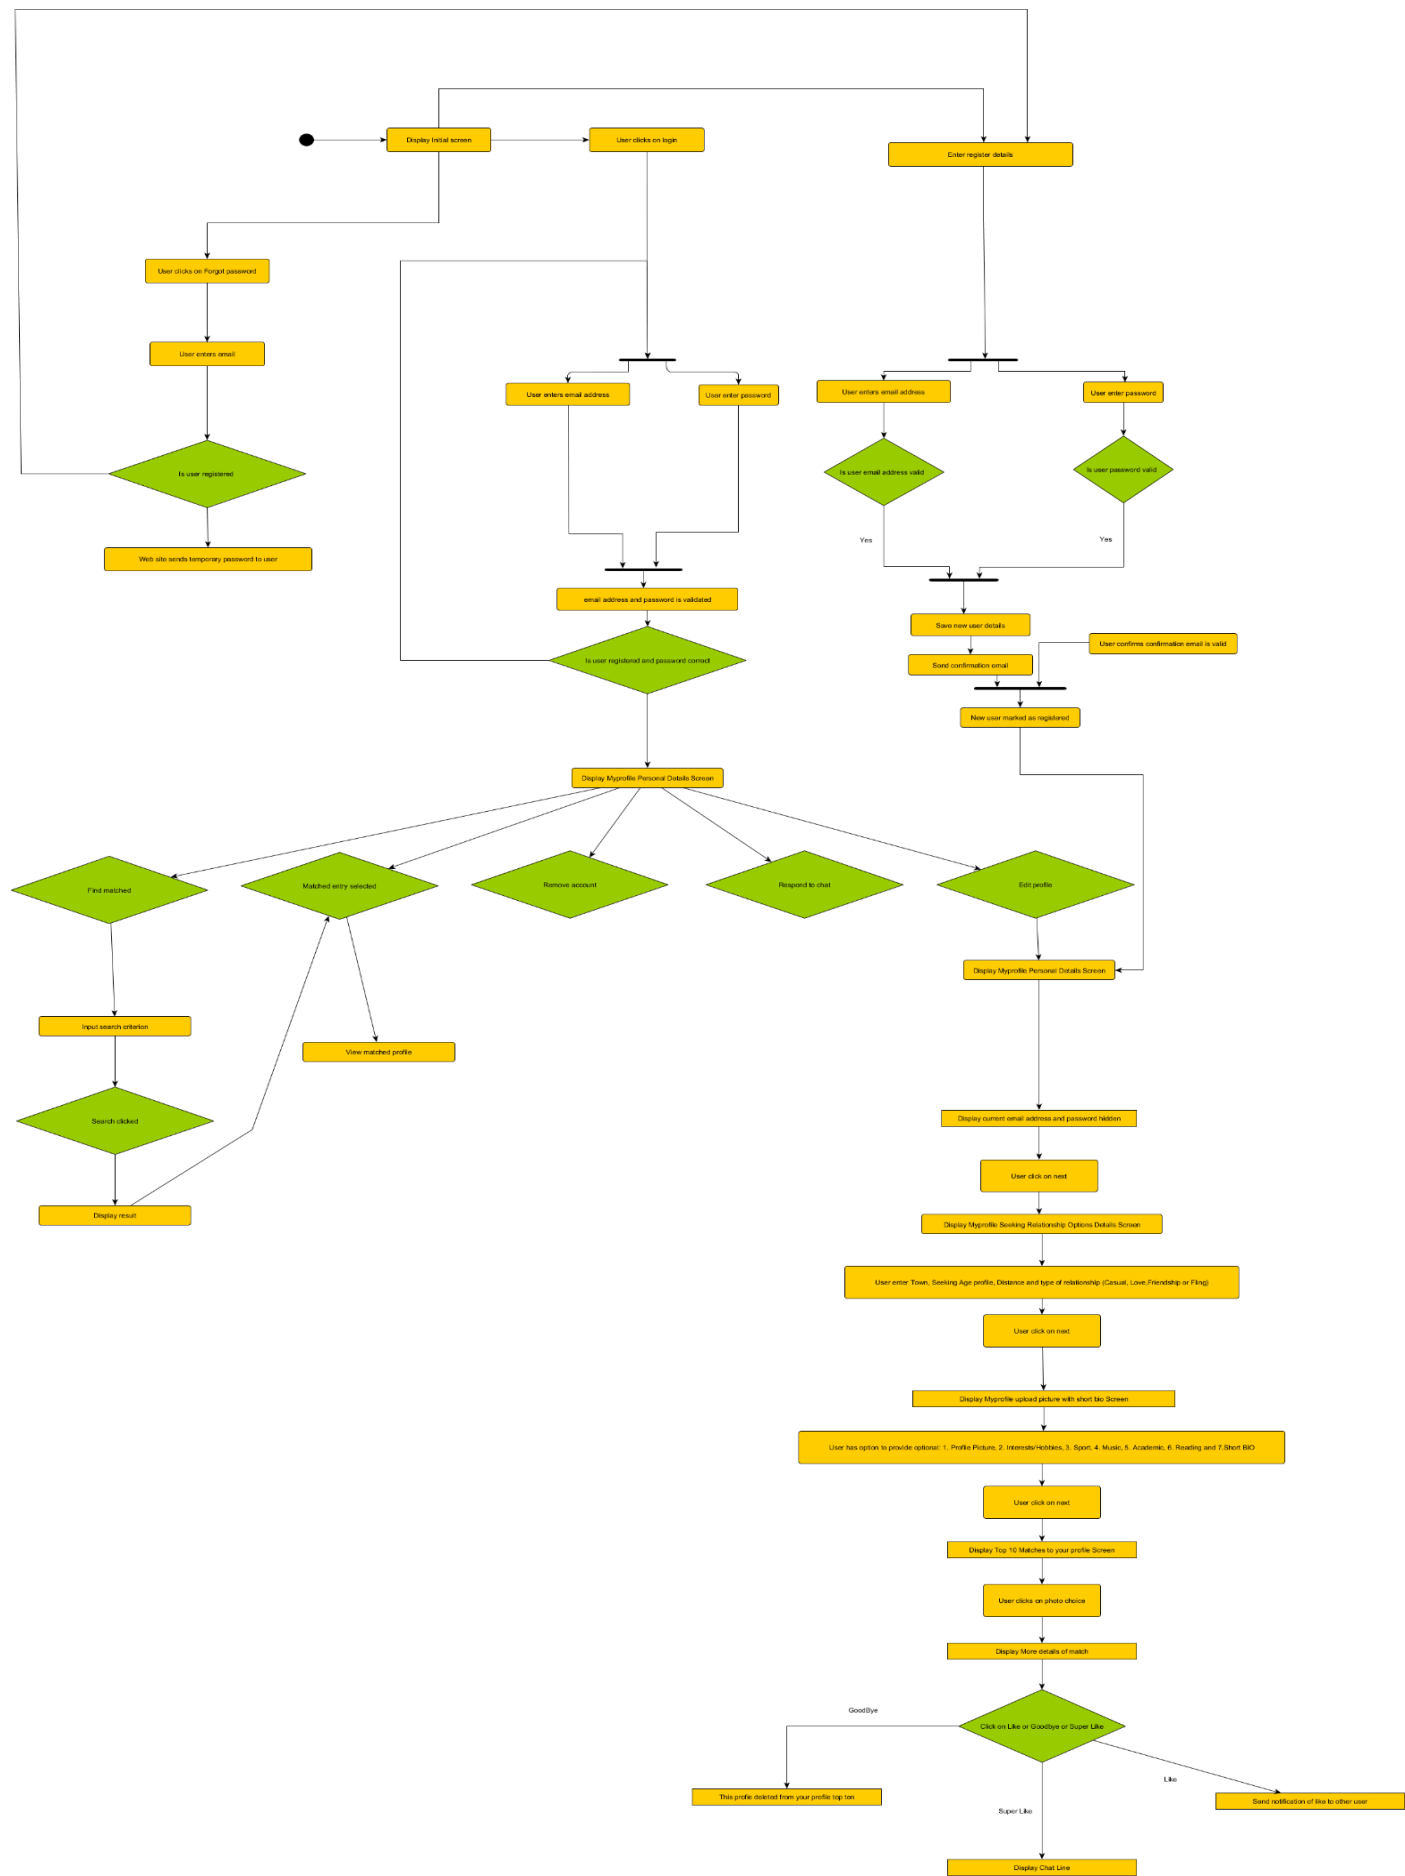 Display Initial screen
User clicks on login
Enter register details
User clicks on Forgot password
User enters email
User enters email address
User enter password
User enters email address
User enter password
Is user registered
Is user email address valid
Is user password valid
Yes
Yes
Web site sends temporary password to user
email address and password is validated
Save new user details
User confirms confirmation email is valid
Is user registered and password correct
Send confirmation email
New user marked as registered
Display Myprofile Personal Details Screen
Find matched
Matched entry selected
Remove account
Respond to chat
Edit profile
Display Myprofile Personal Details Screen
Input search criterion
View matched profile
Search clicked
Display current email address and password hidden
User click on next
Display result
Display Myprofile Seeking Relationship Options Details Screen
User enter Town, Seeking Age profile, Distance and type of relationship (Casual, Love,Friendship or Fling)
User click on next
Display Myprofile upload picture with short bio Screen
User has option to provide optional: 1. Profile Picture, 2. Interests/Hobbies, 3. Sport, 4. Music, 5. Academic, 6. Reading and 7.Short BIO
User click on next
Display Top 10 Matches to your profile Screen
User clicks on photo choice
Display More details of match
GoodBye
Click on Like or Goodbye or Super Like
Like
This profie deleted from your profile top ten
Send notification of like to other user
Super Like
Display Chat Line